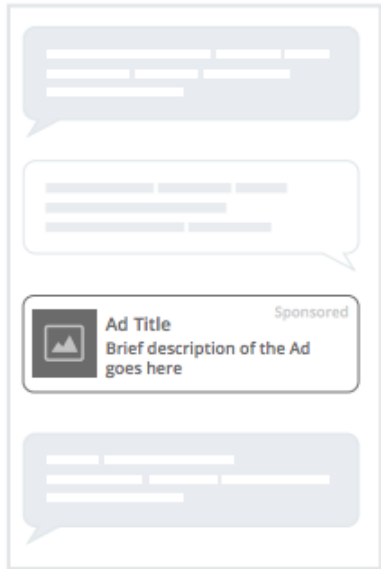 Sponsored
Ad Title
Brief description of the Ad
goes here